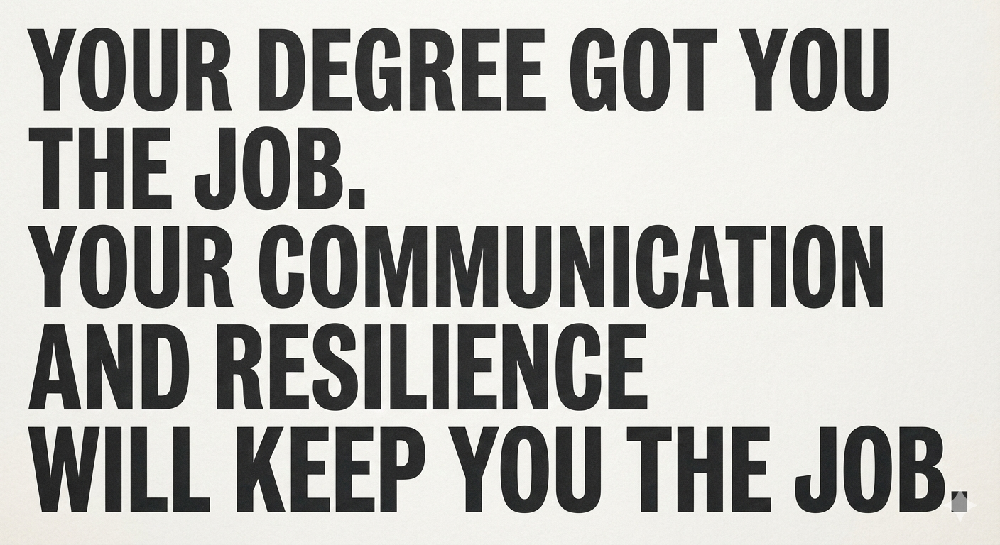 YOUR DEGREE GOT YOU
THE JOB.
YOUR COMMUNICATION
AND RESILIENCE
WILL KEEP YOU THE JOB.